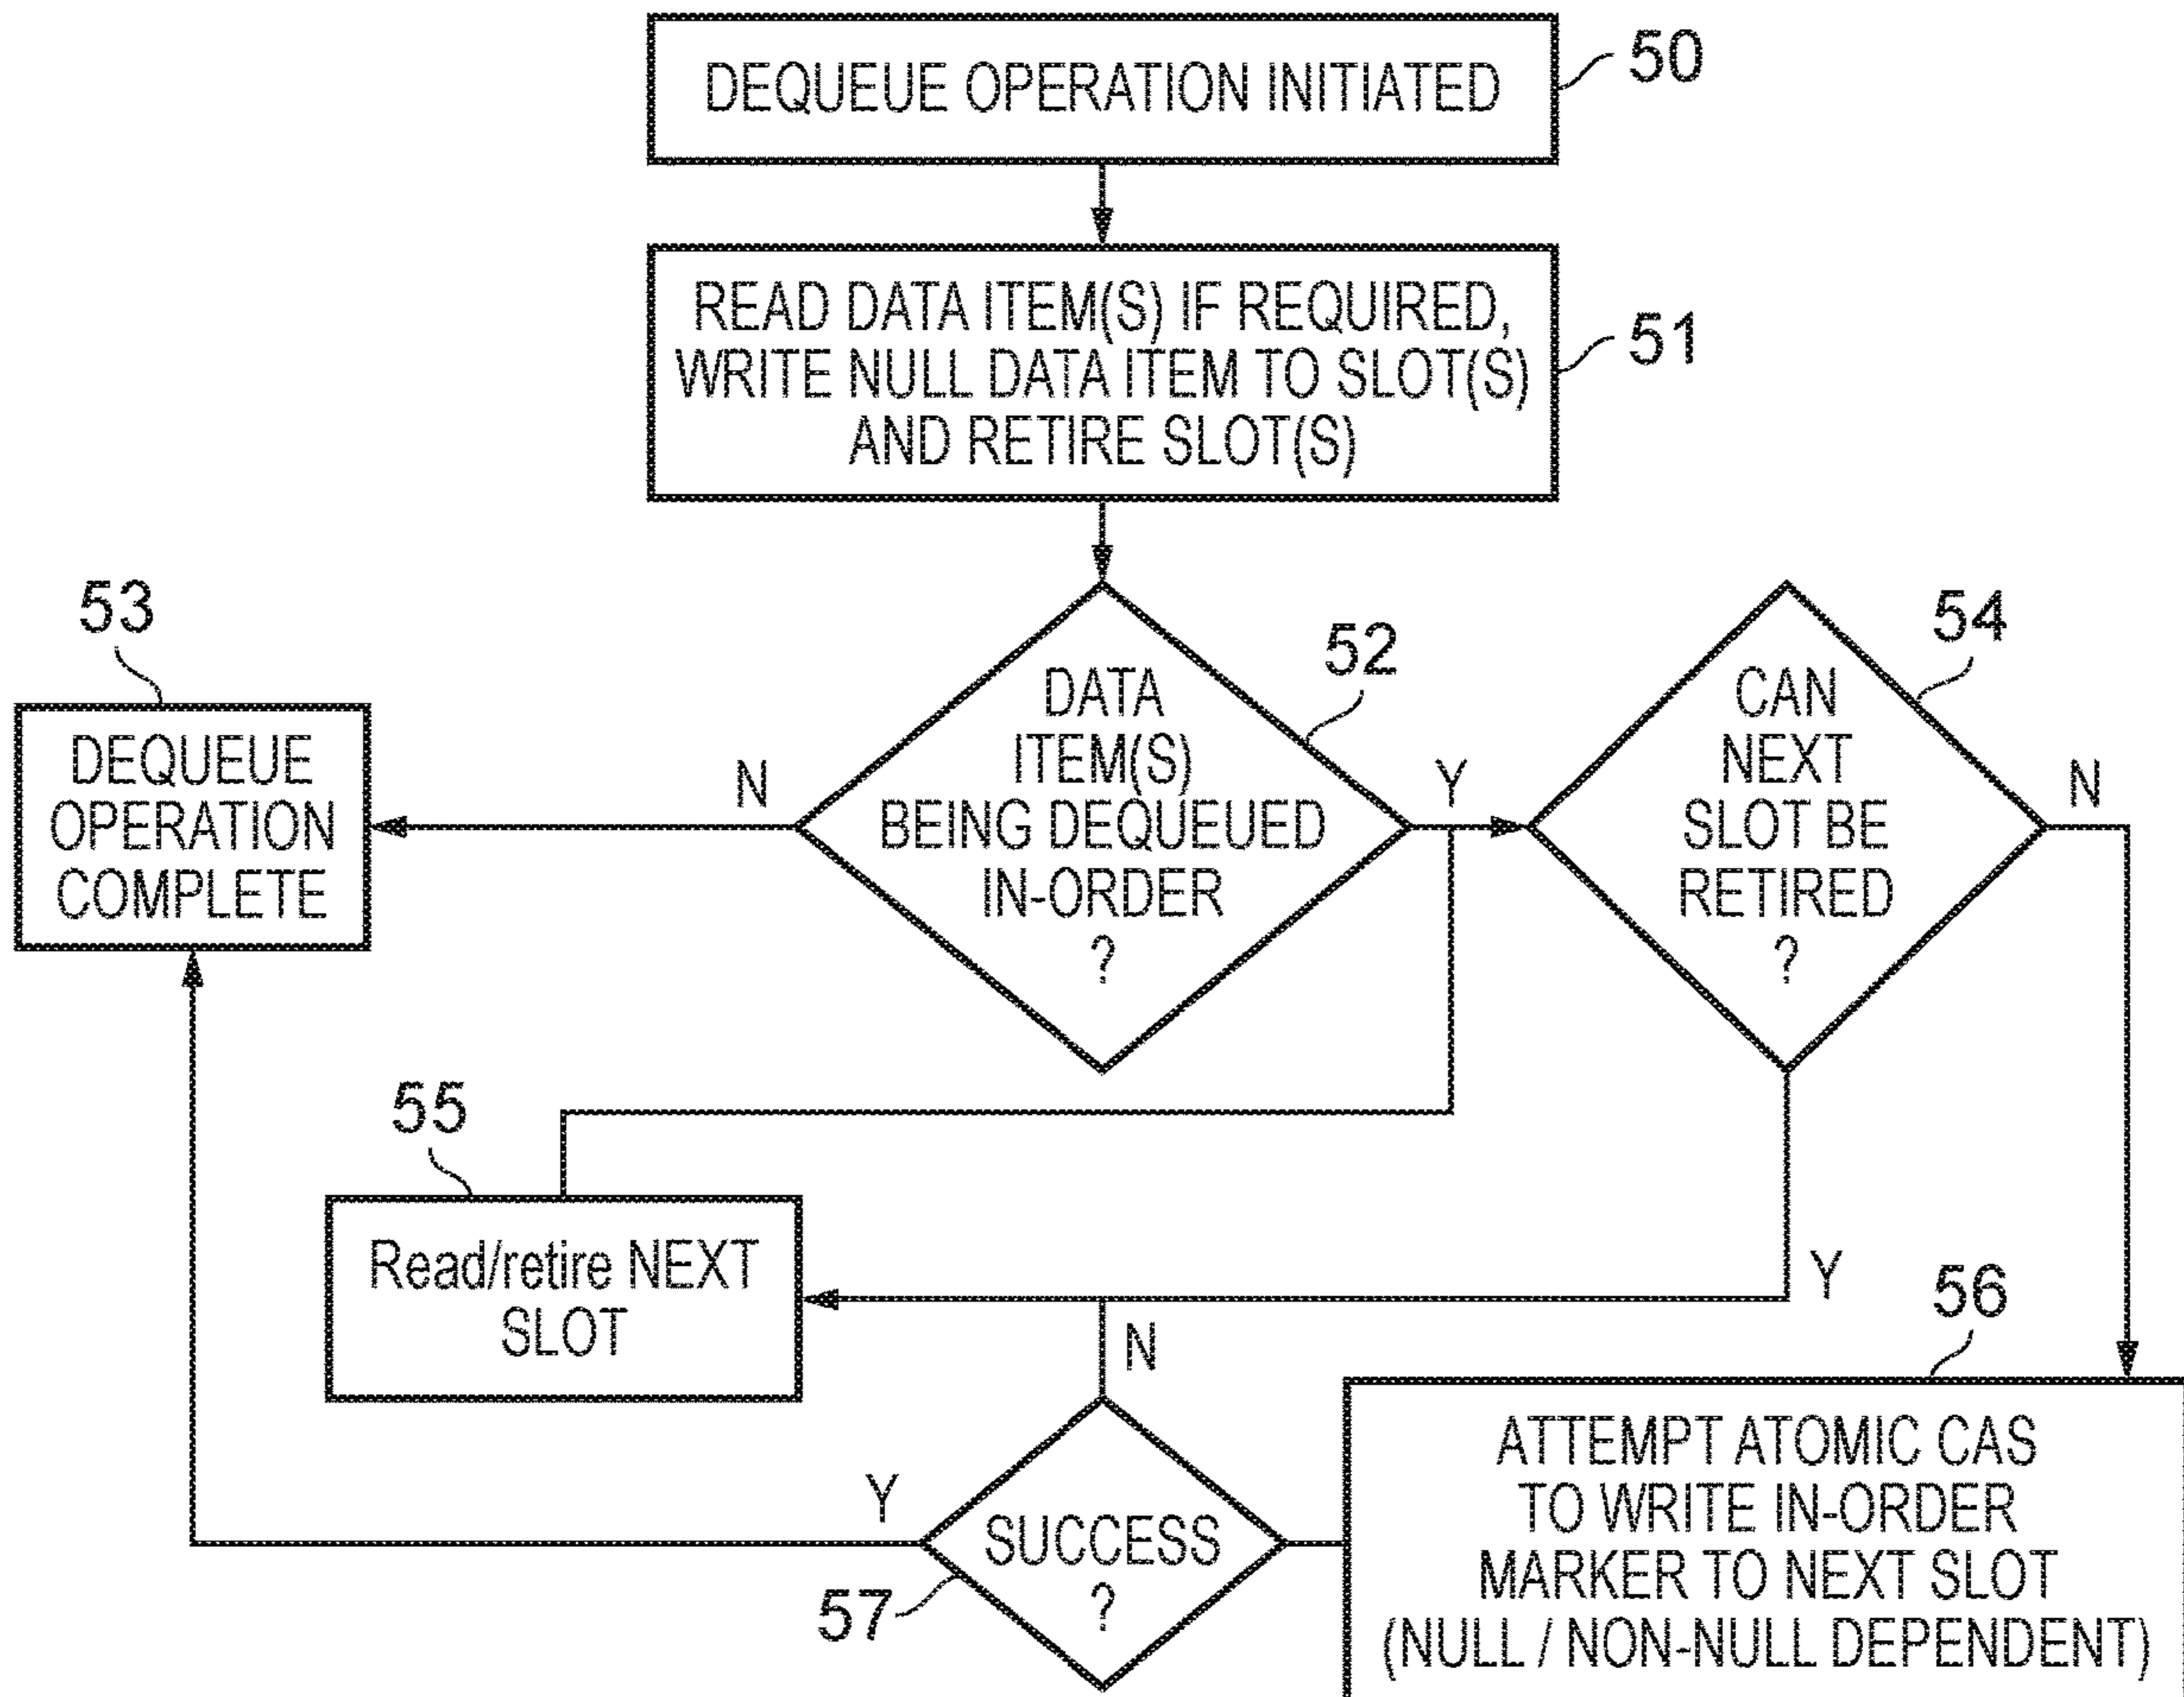 DEQUEUE OPERATION INITIATED
50
READ DATA ITEM(S) IF REQUIRED,
WRITE NULL DATA ITEM TO SLOT(S)
AND RETIRE SLOT(S)
51
53
DEQUEUE
OPERATION
COMPLETE
N
52
DATA
ITEM(S)
BEING DEQUEUED
IN-ORDER
?
Y
54
CAN
NEXT
SLOT BE
RETIRED
?
N
55
Read/retire NEXT
SLOT
Y
N
56
ATTEMPT ATOMIC CAS
TO WRITE IN-ORDER
MARKER TO NEXT SLOT
(NULL / NON-NULL DEPENDENT)
Y
SUCCESS
?
57